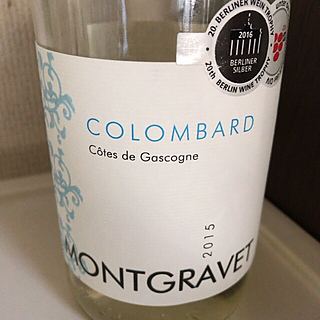 20. BERLINER WEIN TROPHY
2016
BERLINER
SILBER
20th BERLIN WINE TROPHY
COLOMBARD
Côtes de Gascogne
2015
MONTGRAVET